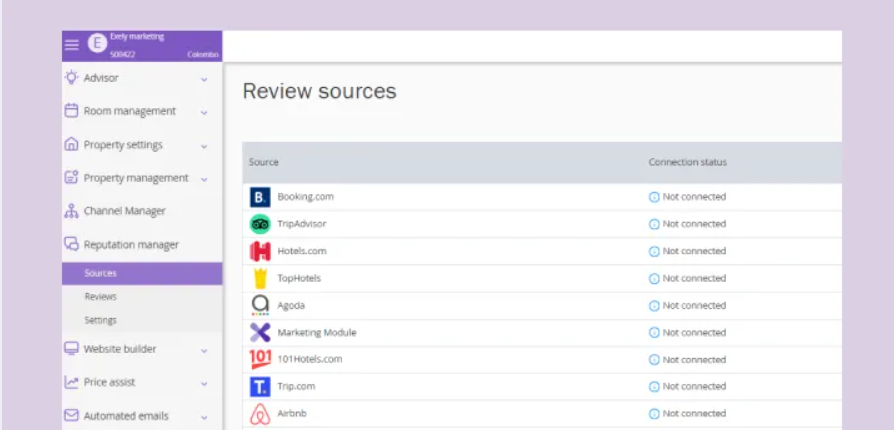 E
Exely marketing
500422 Colombo
Advisor
Room management
Property settings
Property management
Channel Manager
Reputation manager
Sources
Reviews
Settings
Website builder
Price assist
Automated emails
Review sources
Source Connection status
B. Booking.com Not connected
TripAdvisor Not connected
H Hotels.com Not connected
TopHotels Not connected
a Agoda Not connected
Marketing Module Not connected
101 101Hotels.com Not connected
T. Trip.com Not connected
Airbnb Not connected